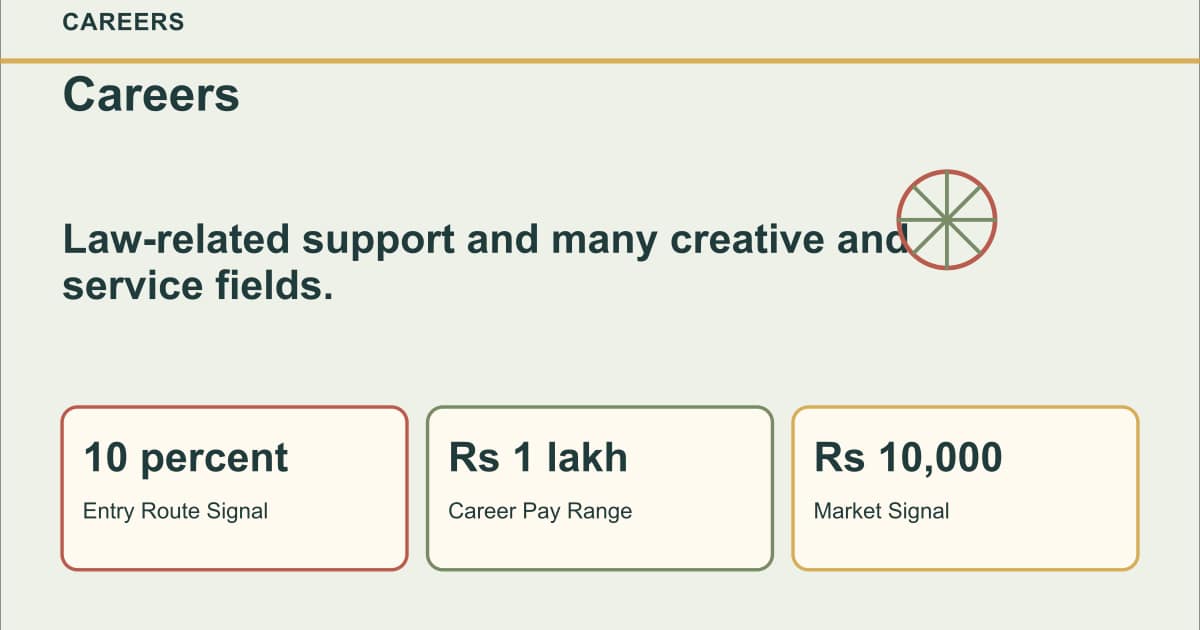 CAREERS
Careers
Law-related support and many creative and
service fields.
10 percent
Entry Route Signal
Rs 1 lakh
Career Pay Range
Rs 10,000
Market Signal